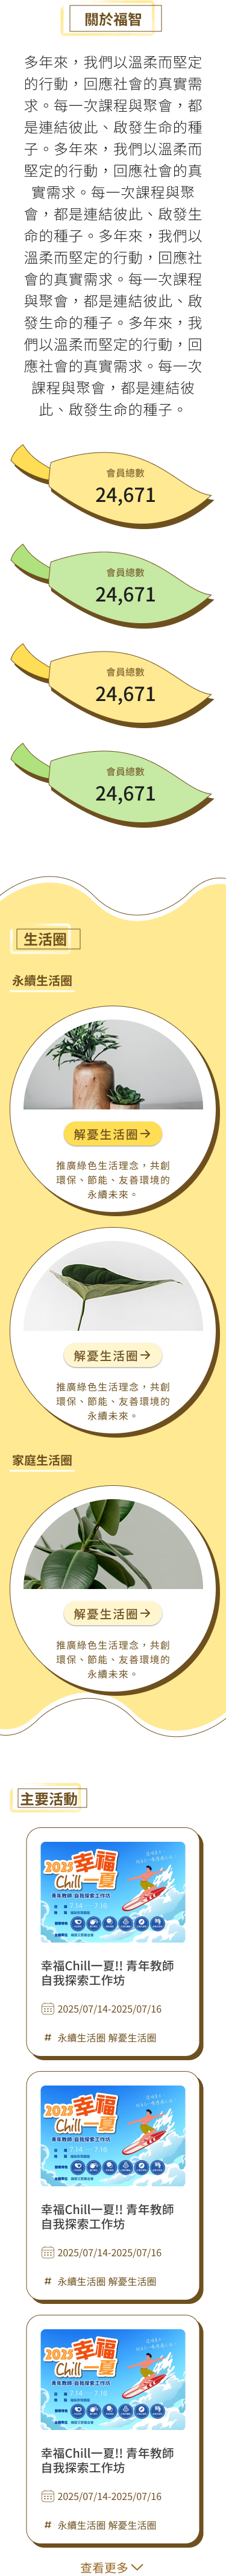 關於福智
多年來，我們以溫柔而堅定
的行動，回應社會的真實需
求。每一次課程與聚會，都
是連結彼此、啟發生命的種
子。多年來，我們以溫柔而
堅定的行動，回應社會的真
實需求。每一次課程與聚
會，都是連結彼此、啟發生
命的種子。多年來，我們以
溫柔而堅定的行動，回應社
會的真實需求。每一次課程
與聚會，都是連結彼此、啟
發生命的種子。多年來，我
們以溫柔而堅定的行動，回
應社會的真實需求。每一次
課程與聚會，都是連結彼
此、啟發生命的種子。
會員總數
24,671
會員總數
24,671
會員總數
24,671
會員總數
24,671
生活圈
永續生活圈
解憂生活圈→
推廣綠色生活理念，共創
環保、節能、友善環境的
永續未來。
解憂生活圈→
推廣綠色生活理念，共創
環保、節能、友善環境的
永續未來。
家庭生活圈
解憂生活圈→
推廣綠色生活理念，共創
環保、節能、友善環境的
永續未來。
主要活動
2025幸福
Chill一夏
青年教師 自我探索工作坊
7.14 — 7.16
幸福Chill一夏!! 青年教師
自我探索工作坊
2025/07/14-2025/07/16
# 永續生活圈 解憂生活圈
2025幸福
Chill一夏
青年教師 自我探索工作坊
7.14 — 7.16
幸福Chill一夏!! 青年教師
自我探索工作坊
2025/07/14-2025/07/16
# 永續生活圈 解憂生活圈
2025幸福
Chill一夏
青年教師 自我探索工作坊
7.14 — 7.16
幸福Chill一夏!! 青年教師
自我探索工作坊
2025/07/14-2025/07/16
# 永續生活圈 解憂生活圈
查看更多